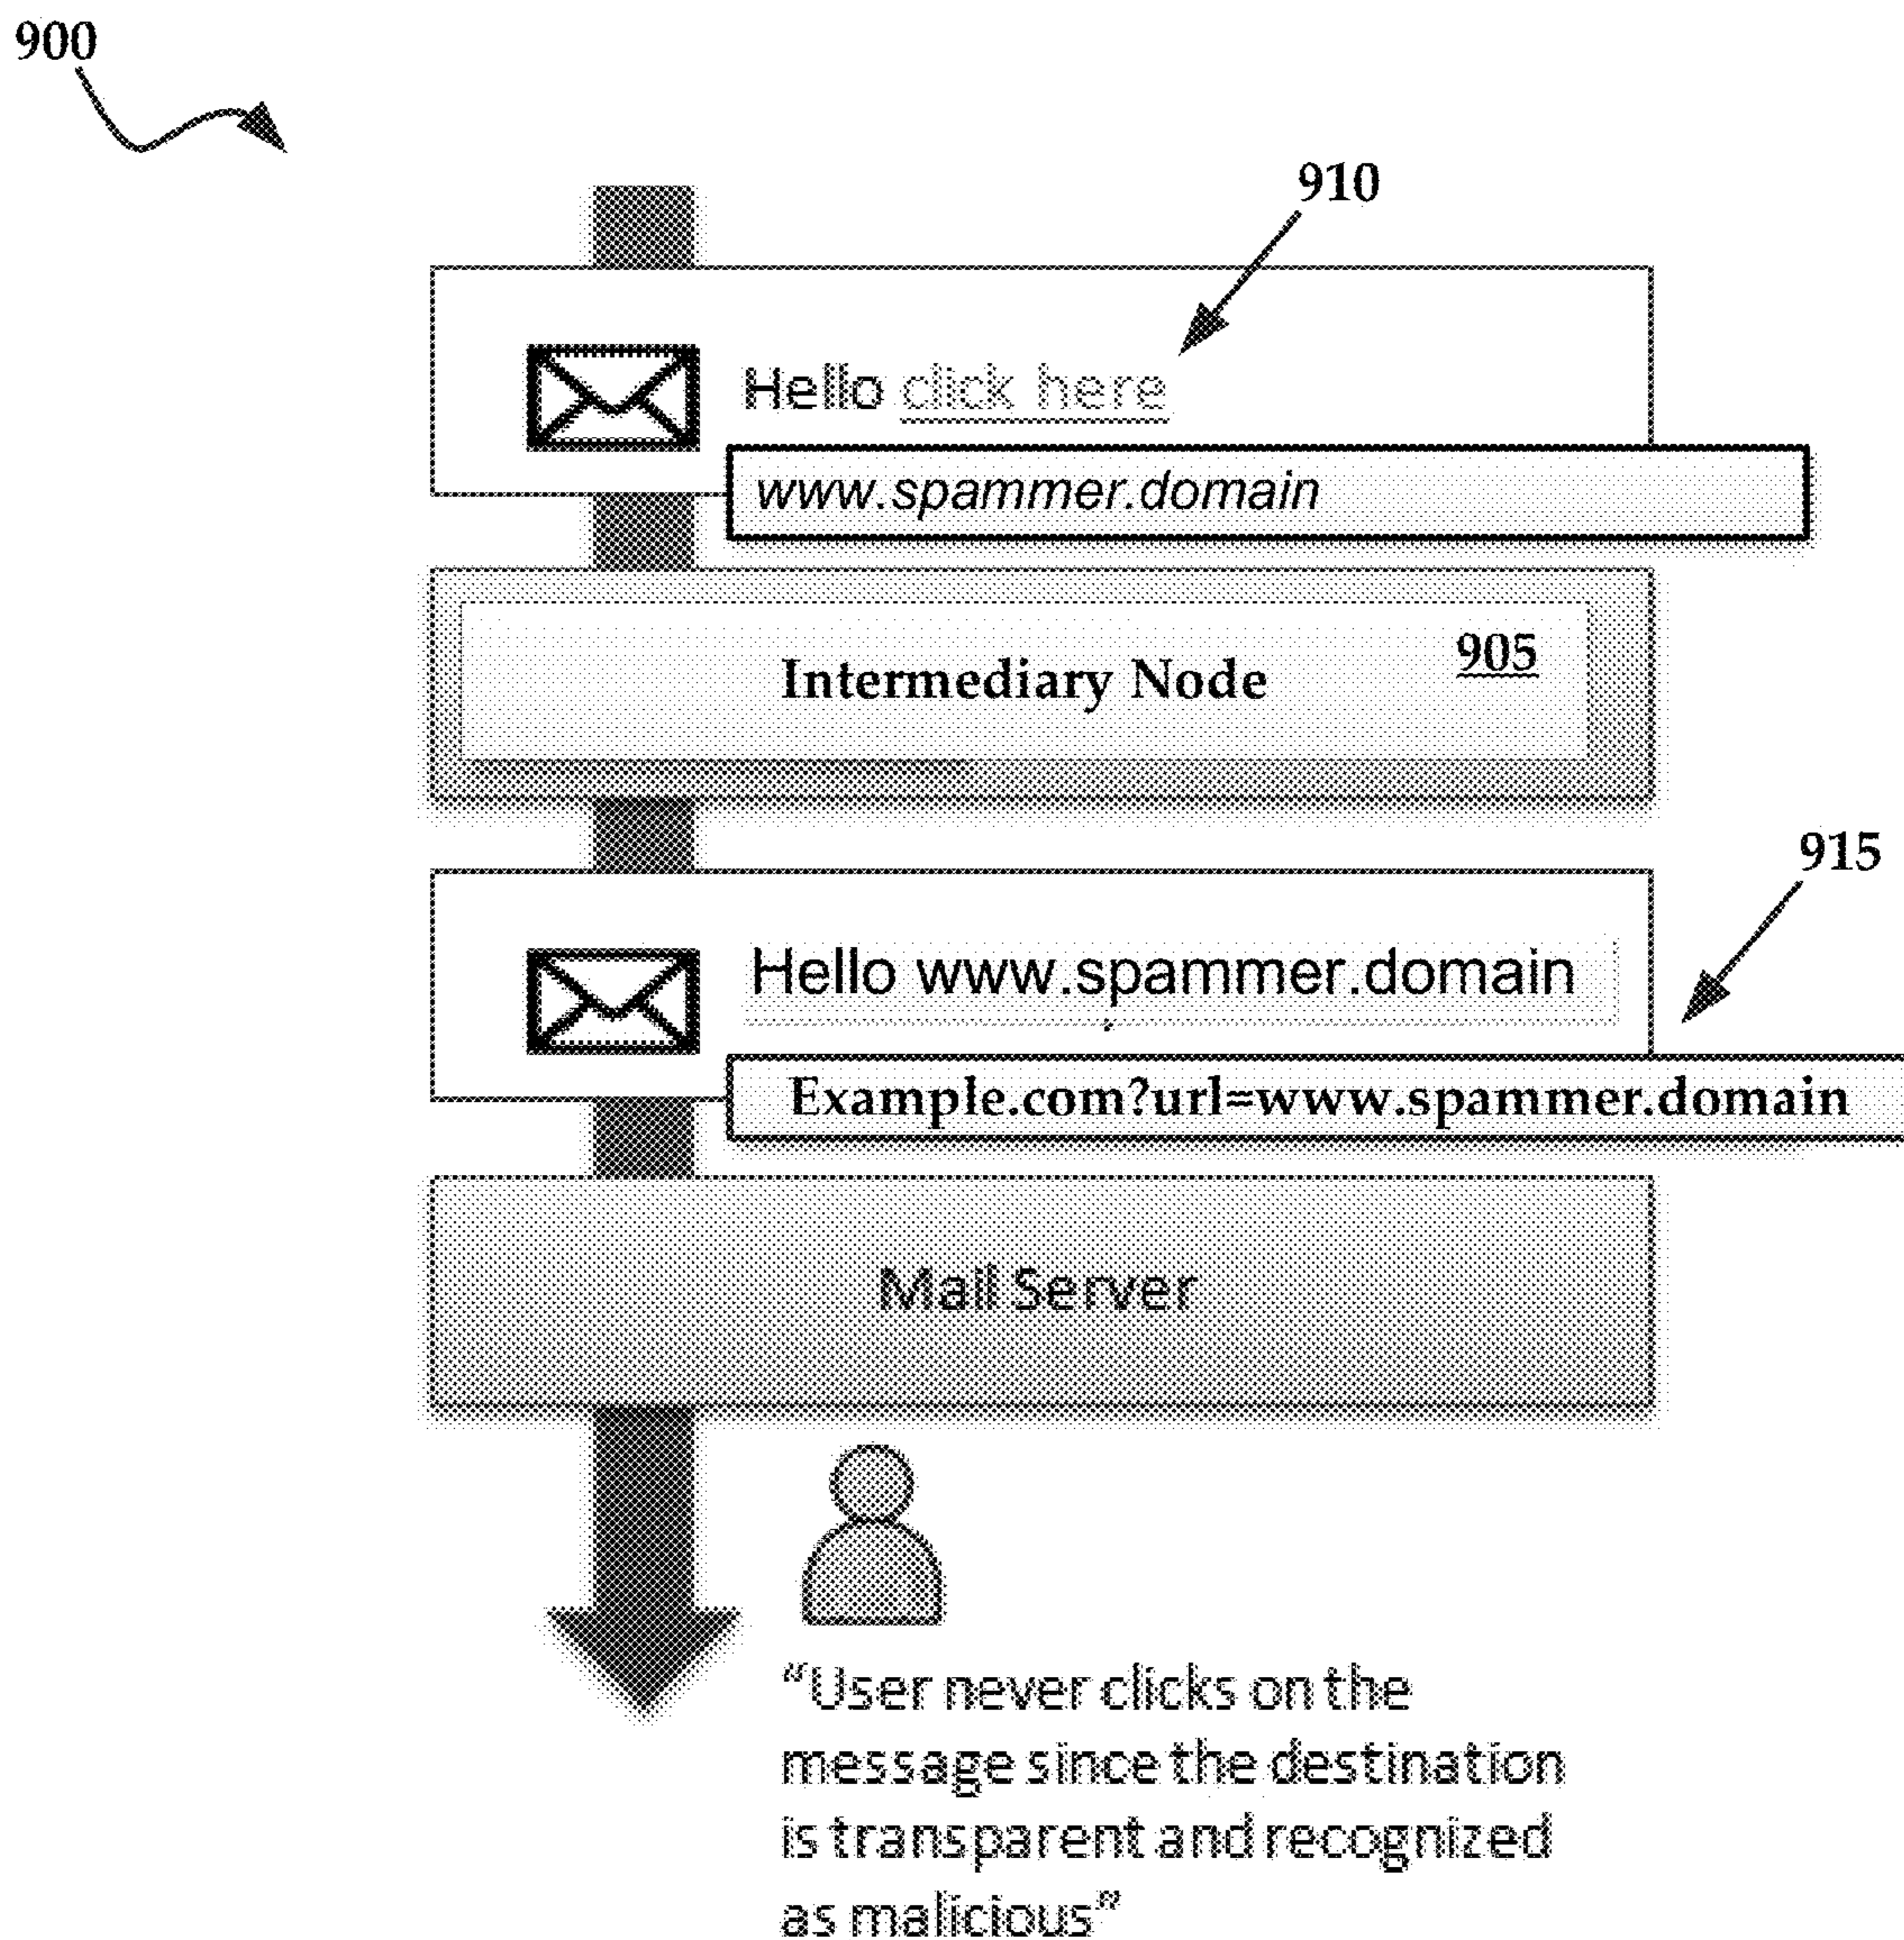 900
910
Hello click here
www.spammer.domain
905
Intermediary Node
915
Hello www.spammer.domain
Example.com?url=www.spammer.domain
Mail Server
“User never clicks on the
message since the destination
is transparent and recognized
as malicious”